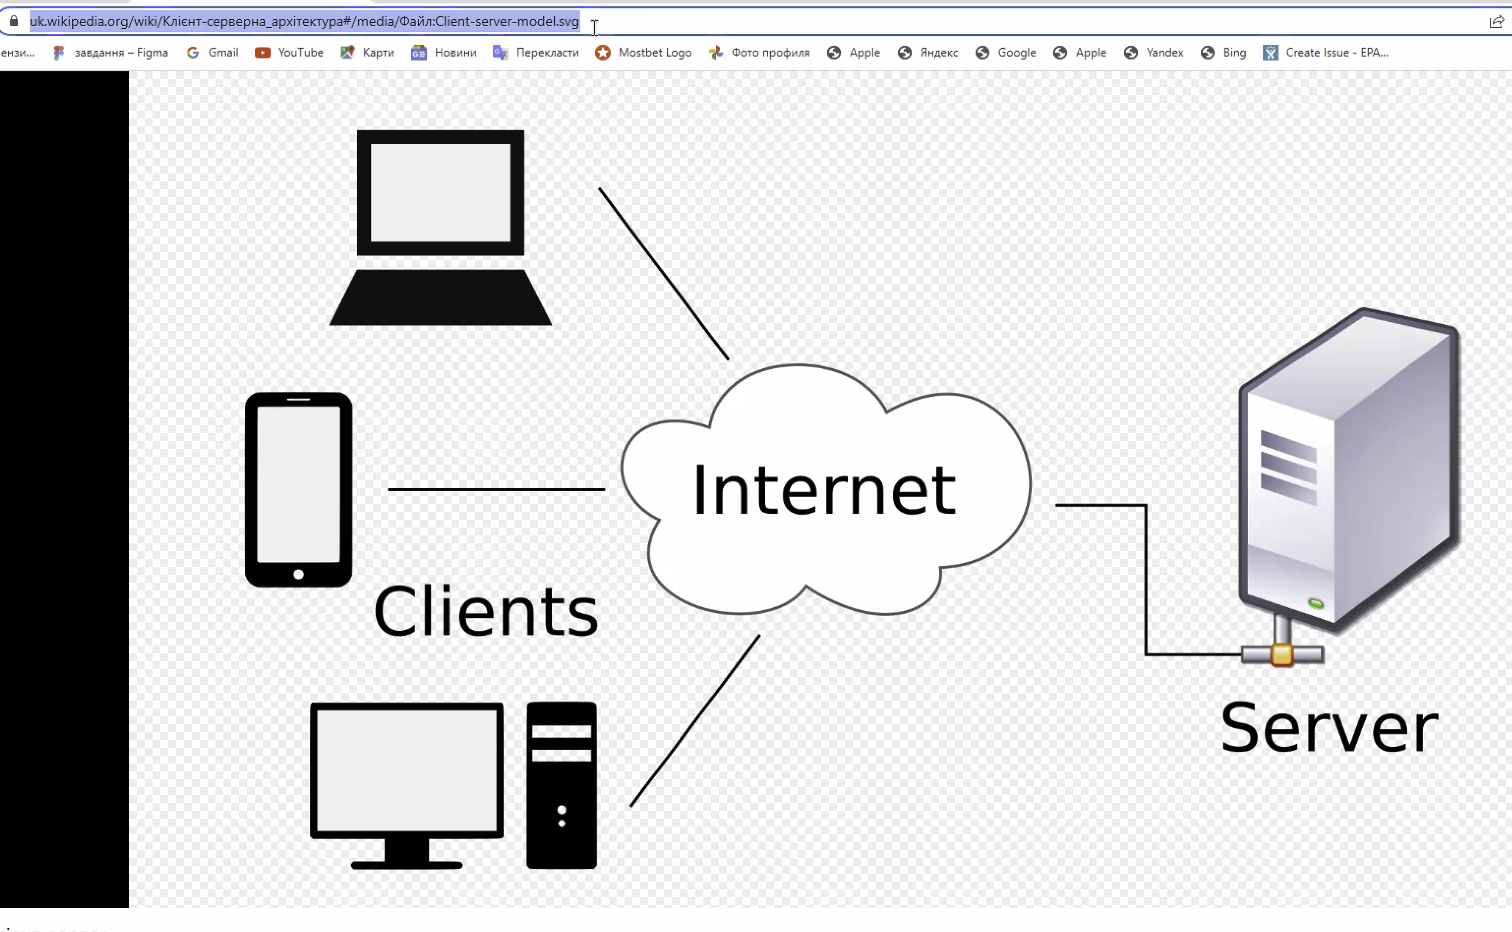 uk.wikipedia.org/wiki/Клієнт-серверна_архітектура#/media/Файл:Client-server-model.svg
ензи... завдання – Figma Gmail YouTube Карти Новини Перекласти Mostbet Logo Фото профиля Apple Яндекс Google Apple Yandex Bing Create Issue - EPA...
Internet
Clients
Server